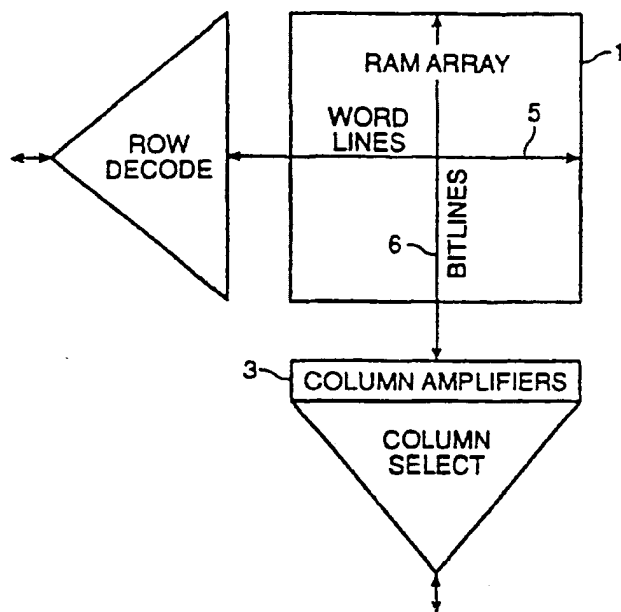 RAM ARRAY
1
WORD
LINES
5
ROW
DECODE
6
BITLINES
3
COLUMN AMPLIFIERS
COLUMN
SELECT